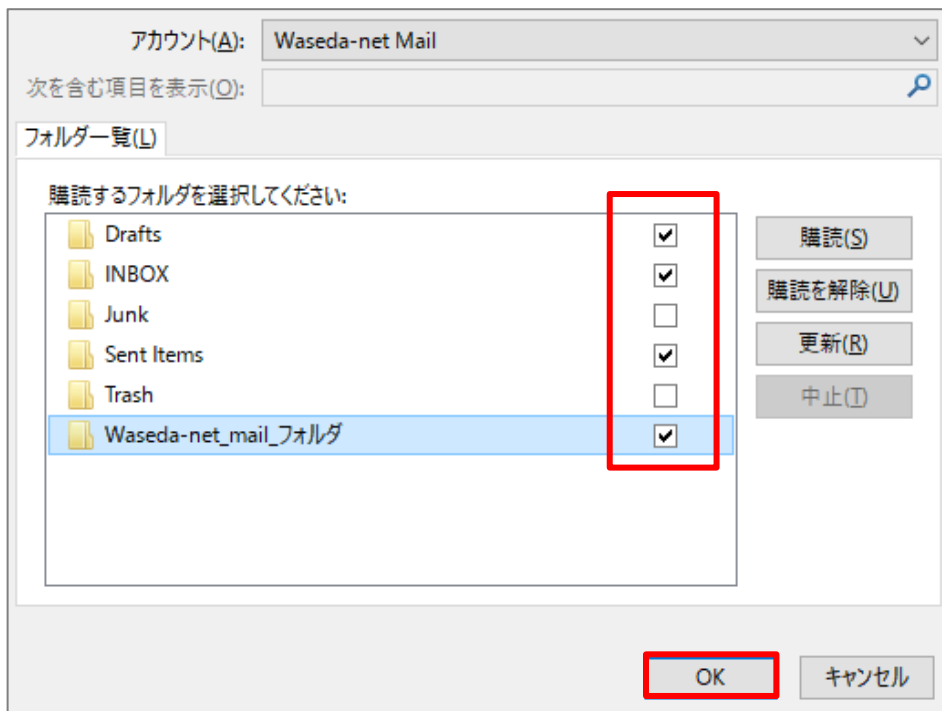 アカウント(A): Waseda-net Mail
次を含む項目を表示(O):
フォルダ一覧(L)
購読するフォルダを選択してください:
Drafts
INBOX
Junk
Sent Items
Trash
Waseda-net_mail_フォルダ
購読(S)
購読を解除(U)
更新(R)
中止(T)
OK
キャンセル